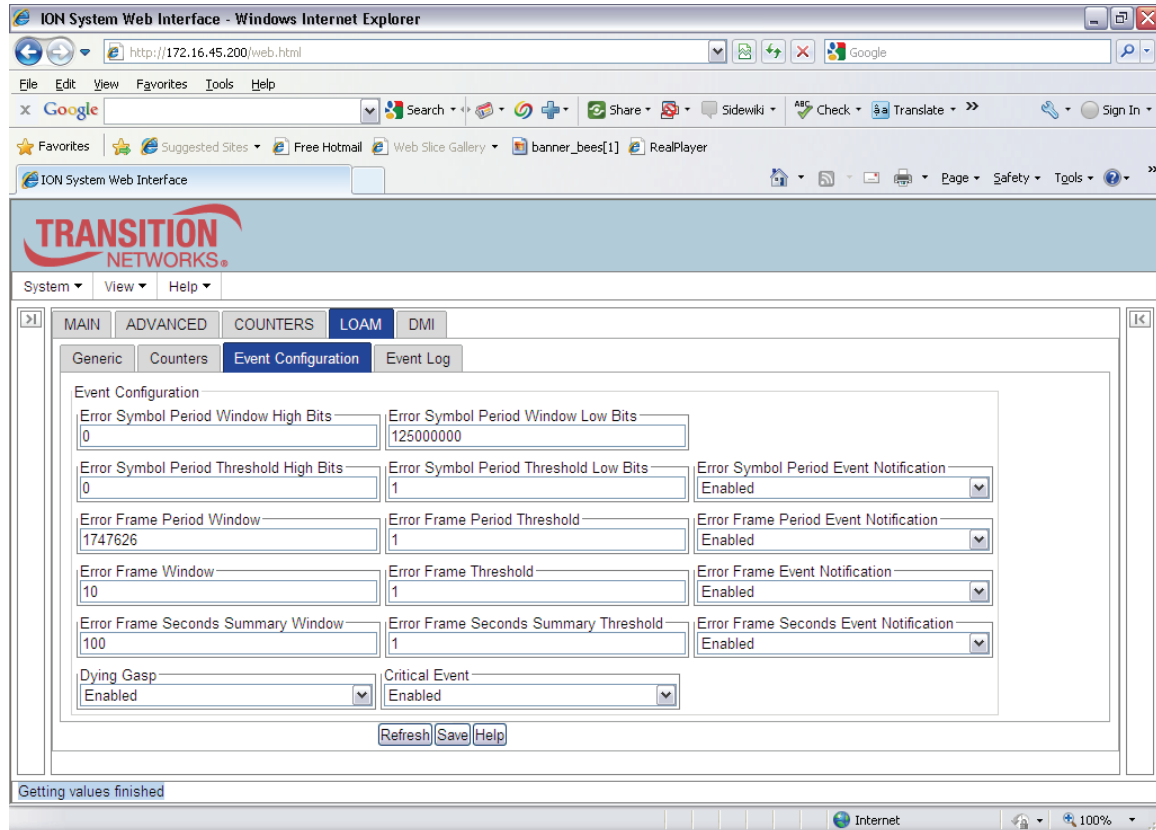 ION System Web Interface - Windows Internet Explorer
http://172.16.45.200/web.html
Google
File Edit View Favorites Tools Help
x Google Search Share Sidewiki ABC Check ša Translate >> Sign In
Favorites Suggested Sites Free Hotmail Web Slice Gallery banner_bees[1] RealPlayer
ION System Web Interface Page Safety Tools >>
TRANSITION
NETWORKS®
System View Help
MAIN ADVANCED COUNTERS LOAM DMI
Generic Counters Event Configuration Event Log
Event Configuration
Error Symbol Period Window High Bits Error Symbol Period Window Low Bits
0 125000000
Error Symbol Period Threshold High Bits Error Symbol Period Threshold Low Bits Error Symbol Period Event Notification
0 1 Enabled
Error Frame Period Window Error Frame Period Threshold Error Frame Period Event Notification
1747626 1 Enabled
Error Frame Window Error Frame Threshold Error Frame Event Notification
10 1 Enabled
Error Frame Seconds Summary Window Error Frame Seconds Summary Threshold Error Frame Seconds Event Notification
100 1 Enabled
Dying Gasp Critical Event
Enabled Enabled
Refresh Save Help
Getting values finished
Internet 100%